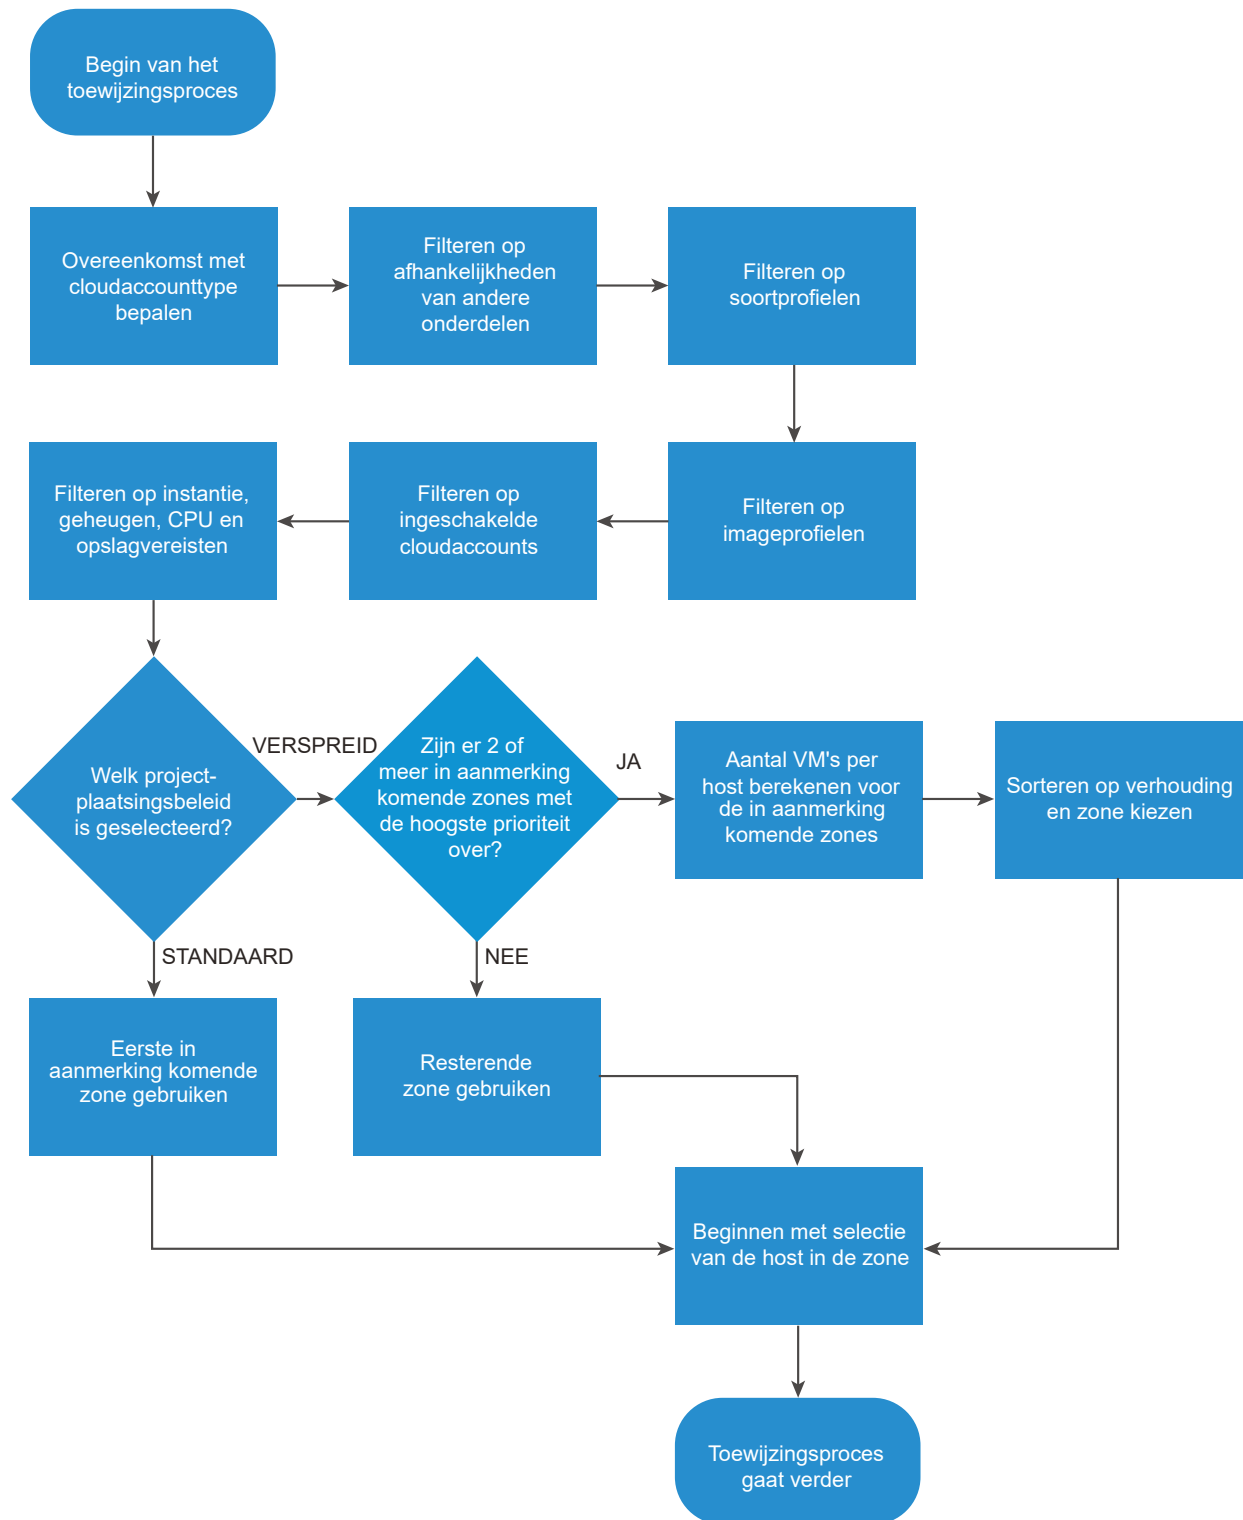 Begin van het
toewijzingsproces
Overeenkomst met
cloudaccounttype
bepalen
Filteren op
afhankelijkheden
van andere
onderdelen
Filteren op
soortprofielen
Filteren op instantie,
geheugen, CPU en
opslagvereisten
Filteren op
ingeschakelde
cloudaccounts
Filteren op
imageprofielen
Welk project-
plaatsingsbeleid
is geselecteerd?
VERSPREID
Zijn er 2 of
meer in aanmerking
komende zones met
de hoogste prioriteit
over?
JA
Aantal VM's per
host berekenen voor
de in aanmerking
komende zones
Sorteren op verhouding
en zone kiezen
STANDAARD
NEE
Eerste in
aanmerking komende
zone gebruiken
Resterende
zone gebruiken
Beginnen met selectie
van de host in de zone
Toewijzingsproces
gaat verder